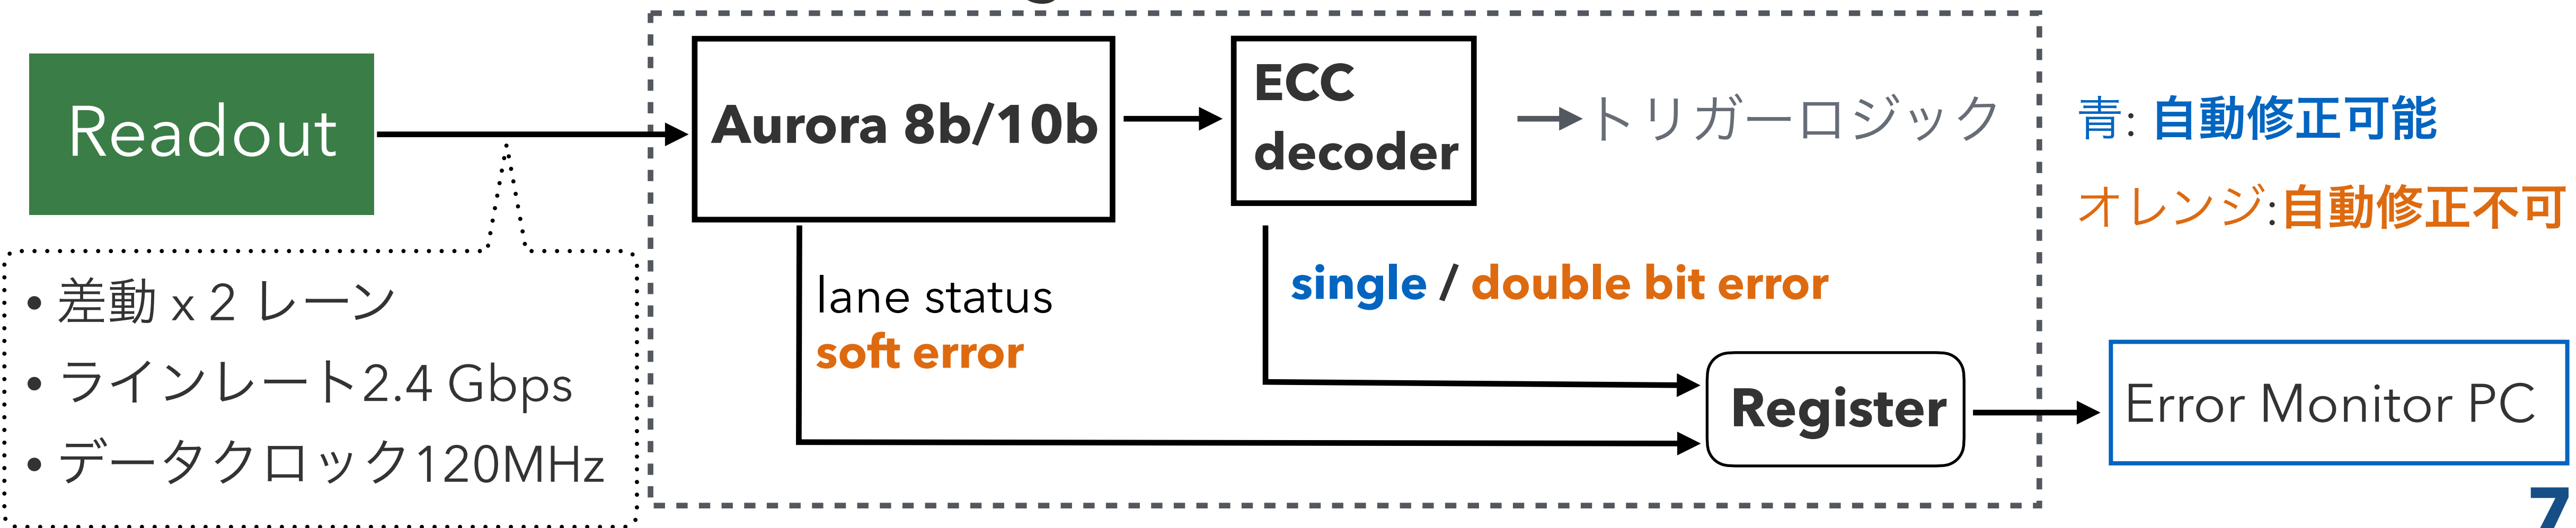 Readout
Aurora 8b/10b
ECC
decoder
トリガーロジック
青: 自動修正可能
オレンジ:自動修正不可
• 差動 x 2 レーン
• ラインレート2.4 Gbps
• データクロック120MHz
lane status
soft error
single / double bit error
Register
Error Monitor PC
7